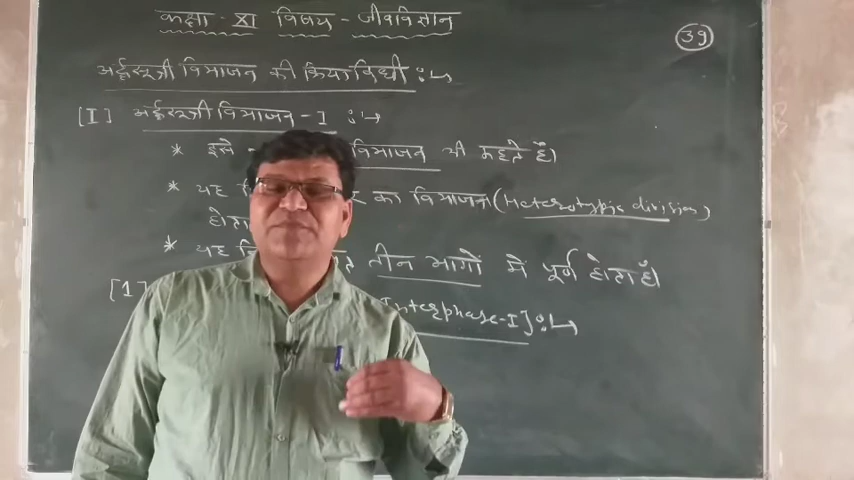 कक्षा - XI विषय - जीवविज्ञान
39
अर्द्धसूत्री विभाजन की क्रियाविधी :↳
[I] अर्द्धसूत्री विभाजन - I :↳
* इसे विभाजन भी कहते हैं
* यह का विभाजन (Heterotypic division)
होता
* यह तीन भागों में पूर्ण होता हैं
[1] Interphase-I] :↳